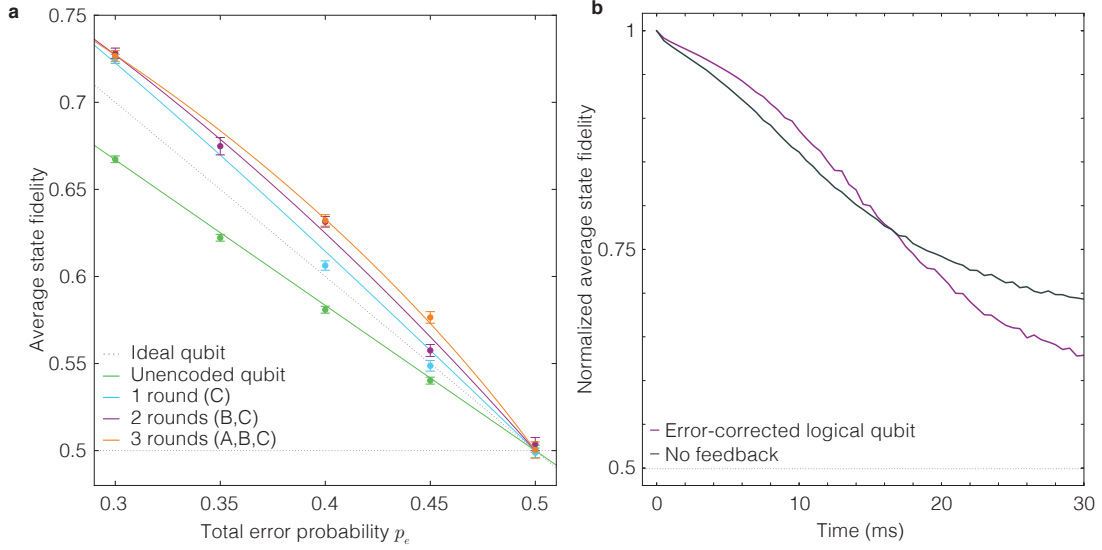 a
0.75
0.7
0.65
0.6
0.55
0.5
Average state fidelity
Ideal qubit
Unencoded qubit
1 round (C)
2 rounds (B,C)
3 rounds (A,B,C)
0.3 0.35 0.4 0.45 0.5
Total error probability pₑ
b
1
0.75
0.5
Normalized average state fidelity
Error-corrected logical qubit
No feedback
0 10 20 30
Time (ms)